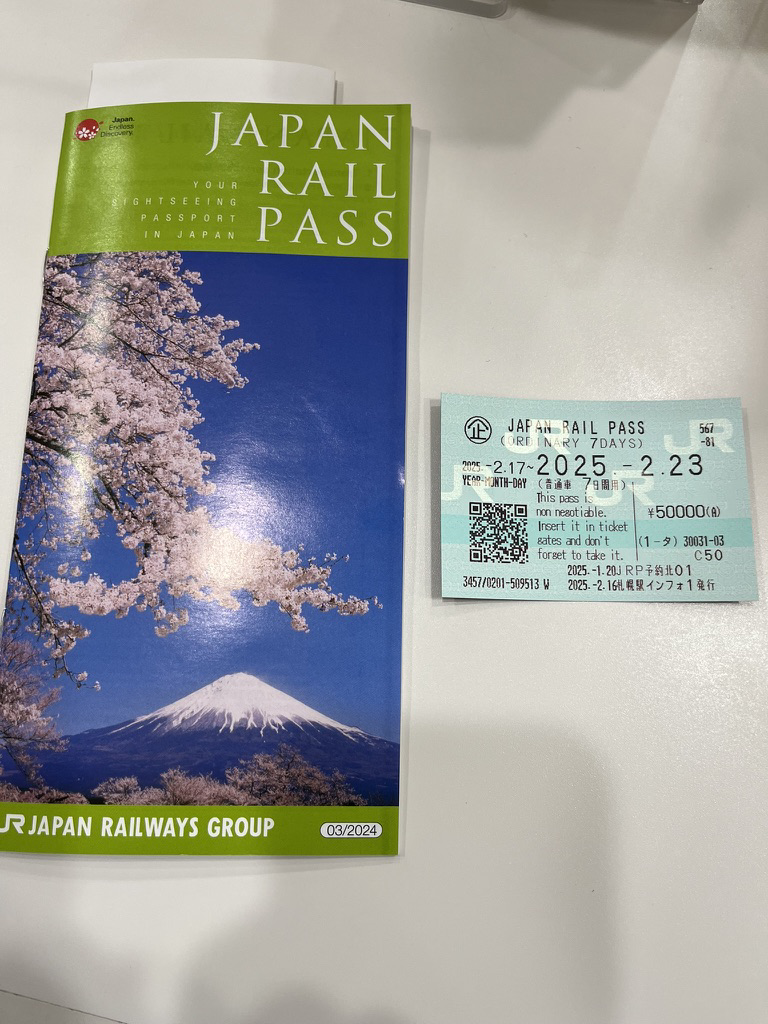 Japan.
Endless
Discovery.
JAPAN
RAIL
PASS
YOUR
SIGHTSEEING
PASSPORT
IN JAPAN
JR JAPAN RAILWAYS GROUP
03/2024
企 JAPAN RAIL PASS
567
-81
(ORDINARY 7DAYS)
2025.-2.17~2025.-2.23
YEAR-MONTH-DAY (普通車 7日間用)
This pass is
non negotiable.
Insert it in ticket
gates and don't
forget to take it.
¥50000
(1-タ) 30031-03
C50
2025.-1.20JRP予約北01
3457/0201-509513 W 2025.-2.16札幌駅インフォ1発行
JR
JR
JR
JR